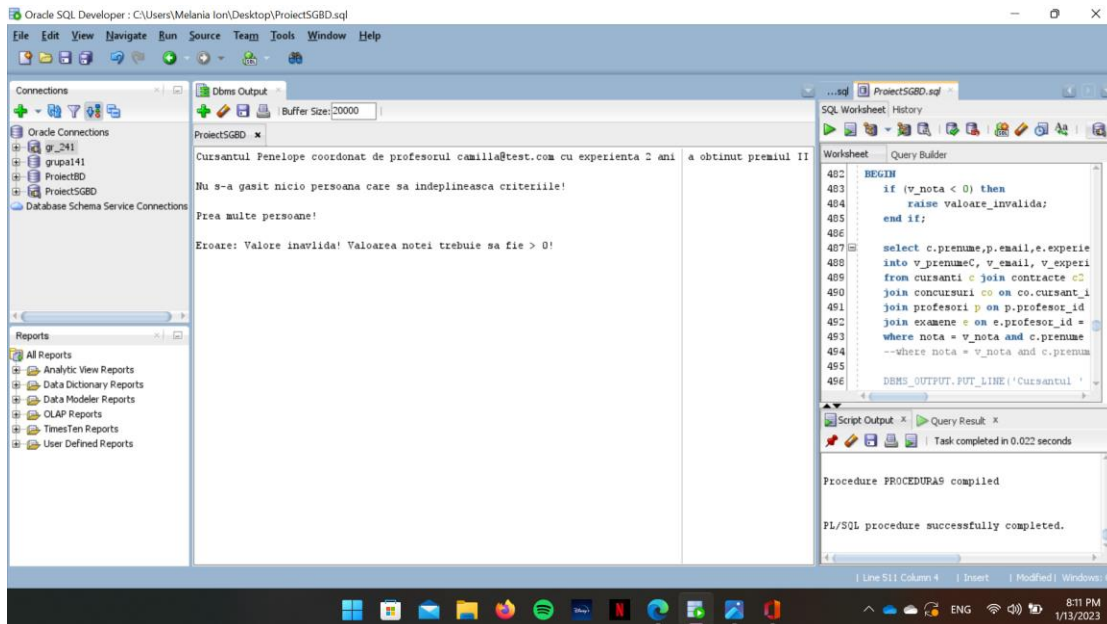 Oracle SQL Developer : C:\Users\Melania Ion\Desktop\ProiectSGBD.sql
File Edit View Navigate Run Source Team Tools Window Help
Connections
Oracle Connections
gr_241
grupa141
ProiectBD
ProiectSGBD
Database Schema Service Connections
Reports
All Reports
Analytic View Reports
Data Dictionary Reports
Data Modeler Reports
OLAP Reports
TimesTen Reports
User Defined Reports
Dbms Output
Buffer Size: 20000
ProiectSGBD
Cursantul Penelope coordonat de profesorul camilla@test.com cu experienta 2 ani a obtinut premiul II
Nu s-a gasit nicio persoana care sa indeplineasca criteriile!
Prea multe persoane!
Eroare: Valore inavlida! Valoarea notei trebuie sa fie > 0!
...sql ProiectSGBD.sql
SQL Worksheet History
Worksheet Query Builder
482 BEGIN
483 if (v_nota < 0) then
484 raise valoare_invalida;
485 end if;
486
487 select c.prenume,p.email,e.experie
488 into v_prenumeC, v_email, v_experi
489 from cursanti c join contracte c2
490 join concursuri co on co.cursant_i
491 join profesori p on p.profesor_id
492 join examene e on e.profesor_id =
493 where nota = v_nota and c.prenume
494 --where nota = v_nota and c.prenum
495
496 DBMS_OUTPUT.PUT_LINE('Cursantul '
Script Output x Query Result x
Task completed in 0.022 seconds
Procedure PROCEDURA9 compiled
PL/SQL procedure successfully completed.
Line 511 Column 4 | Insert | Modified | Windows:
ENG
8:11 PM
1/13/2023